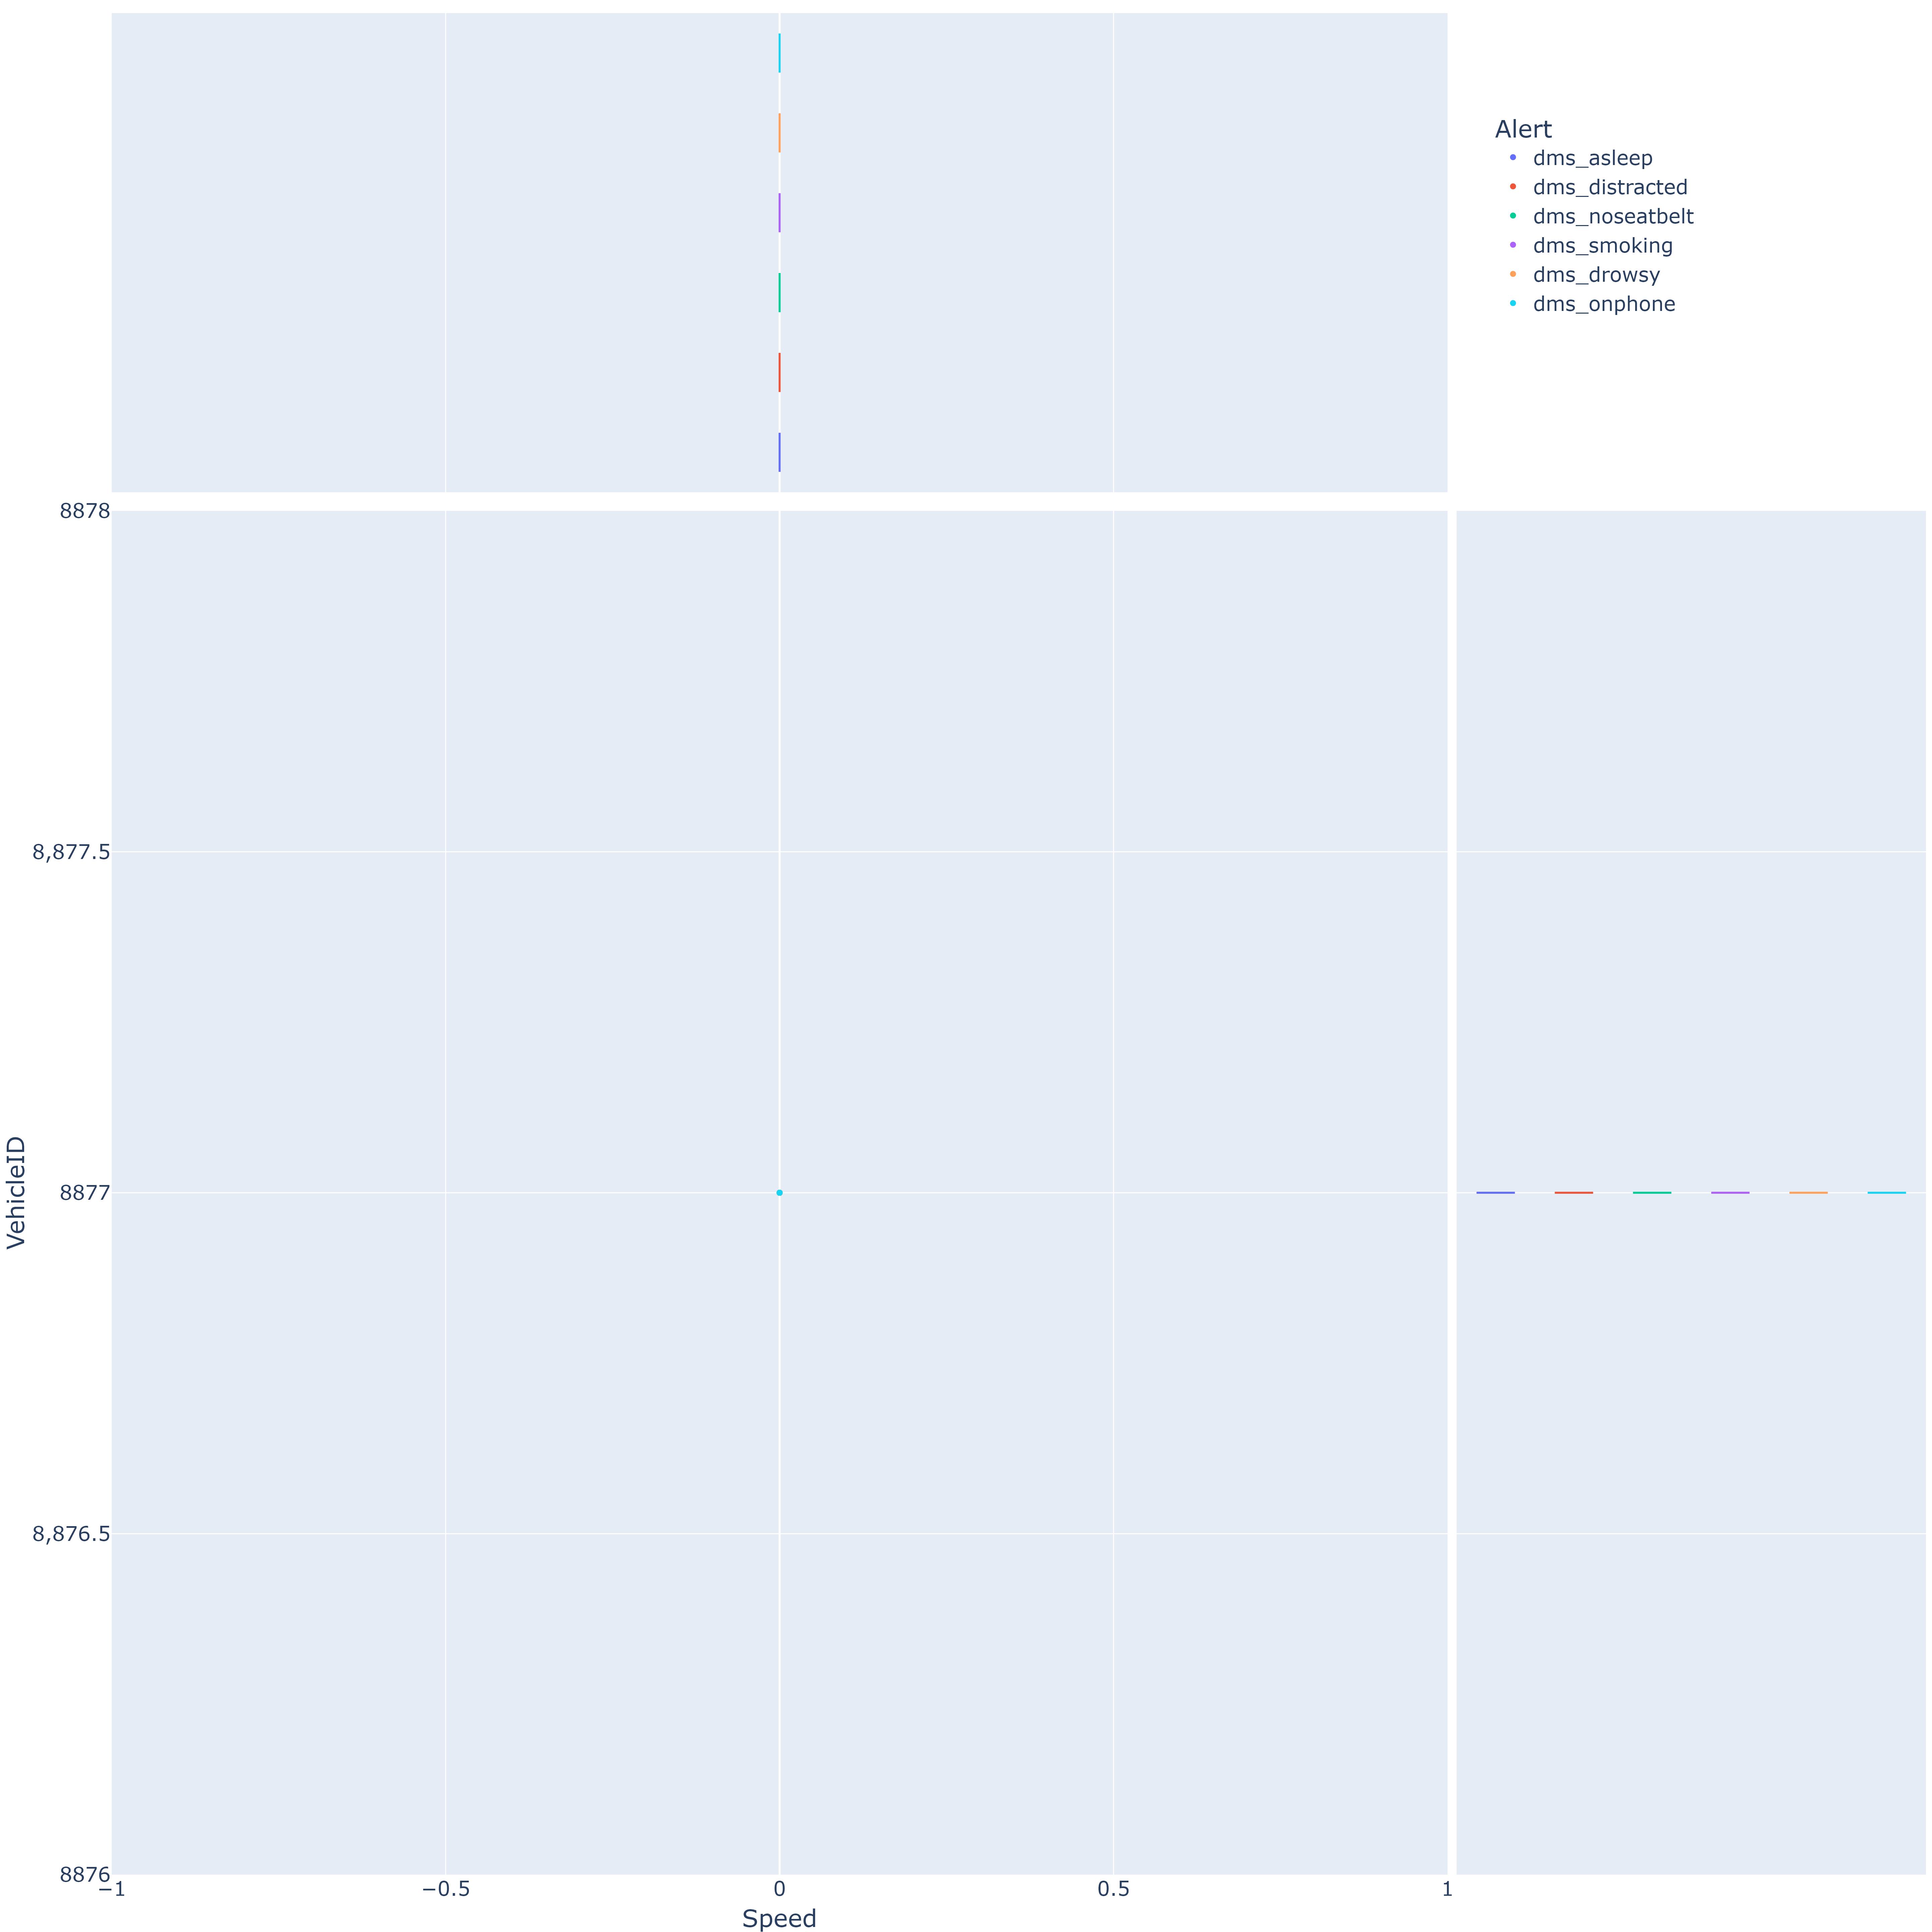 Alert
dms_asleep
dms_distracted
dms_noseatbelt
dms_smoking
dms_drowsy
dms_onphone
8878
8,877.5
8877
8,876.5
8876
VehicleID
−1
−0.5
0
0.5
1
Speed